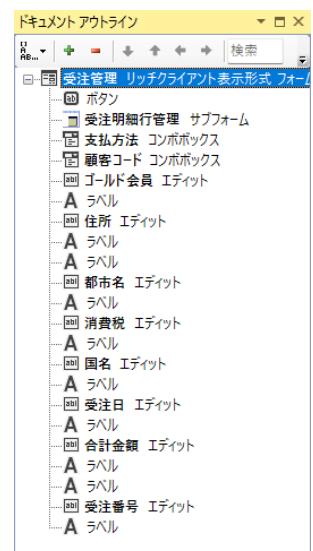 ドキュメント アウトライン
AB...
検索
受注管理 リッチクライアント表示形式 フォーム
ボタン
受注明細行管理 サブフォーム
支払方法 コンボボックス
顧客コード コンボボックス
abl ゴールド会員 エディット
A ラベル
abl 住所 エディット
A ラベル
A ラベル
abl 都市名 エディット
A ラベル
abl 消費税 エディット
A ラベル
abl 国名 エディット
A ラベル
abl 受注日 エディット
A ラベル
abl 合計金額 エディット
A ラベル
A ラベル
abl 受注番号 エディット
A ラベル